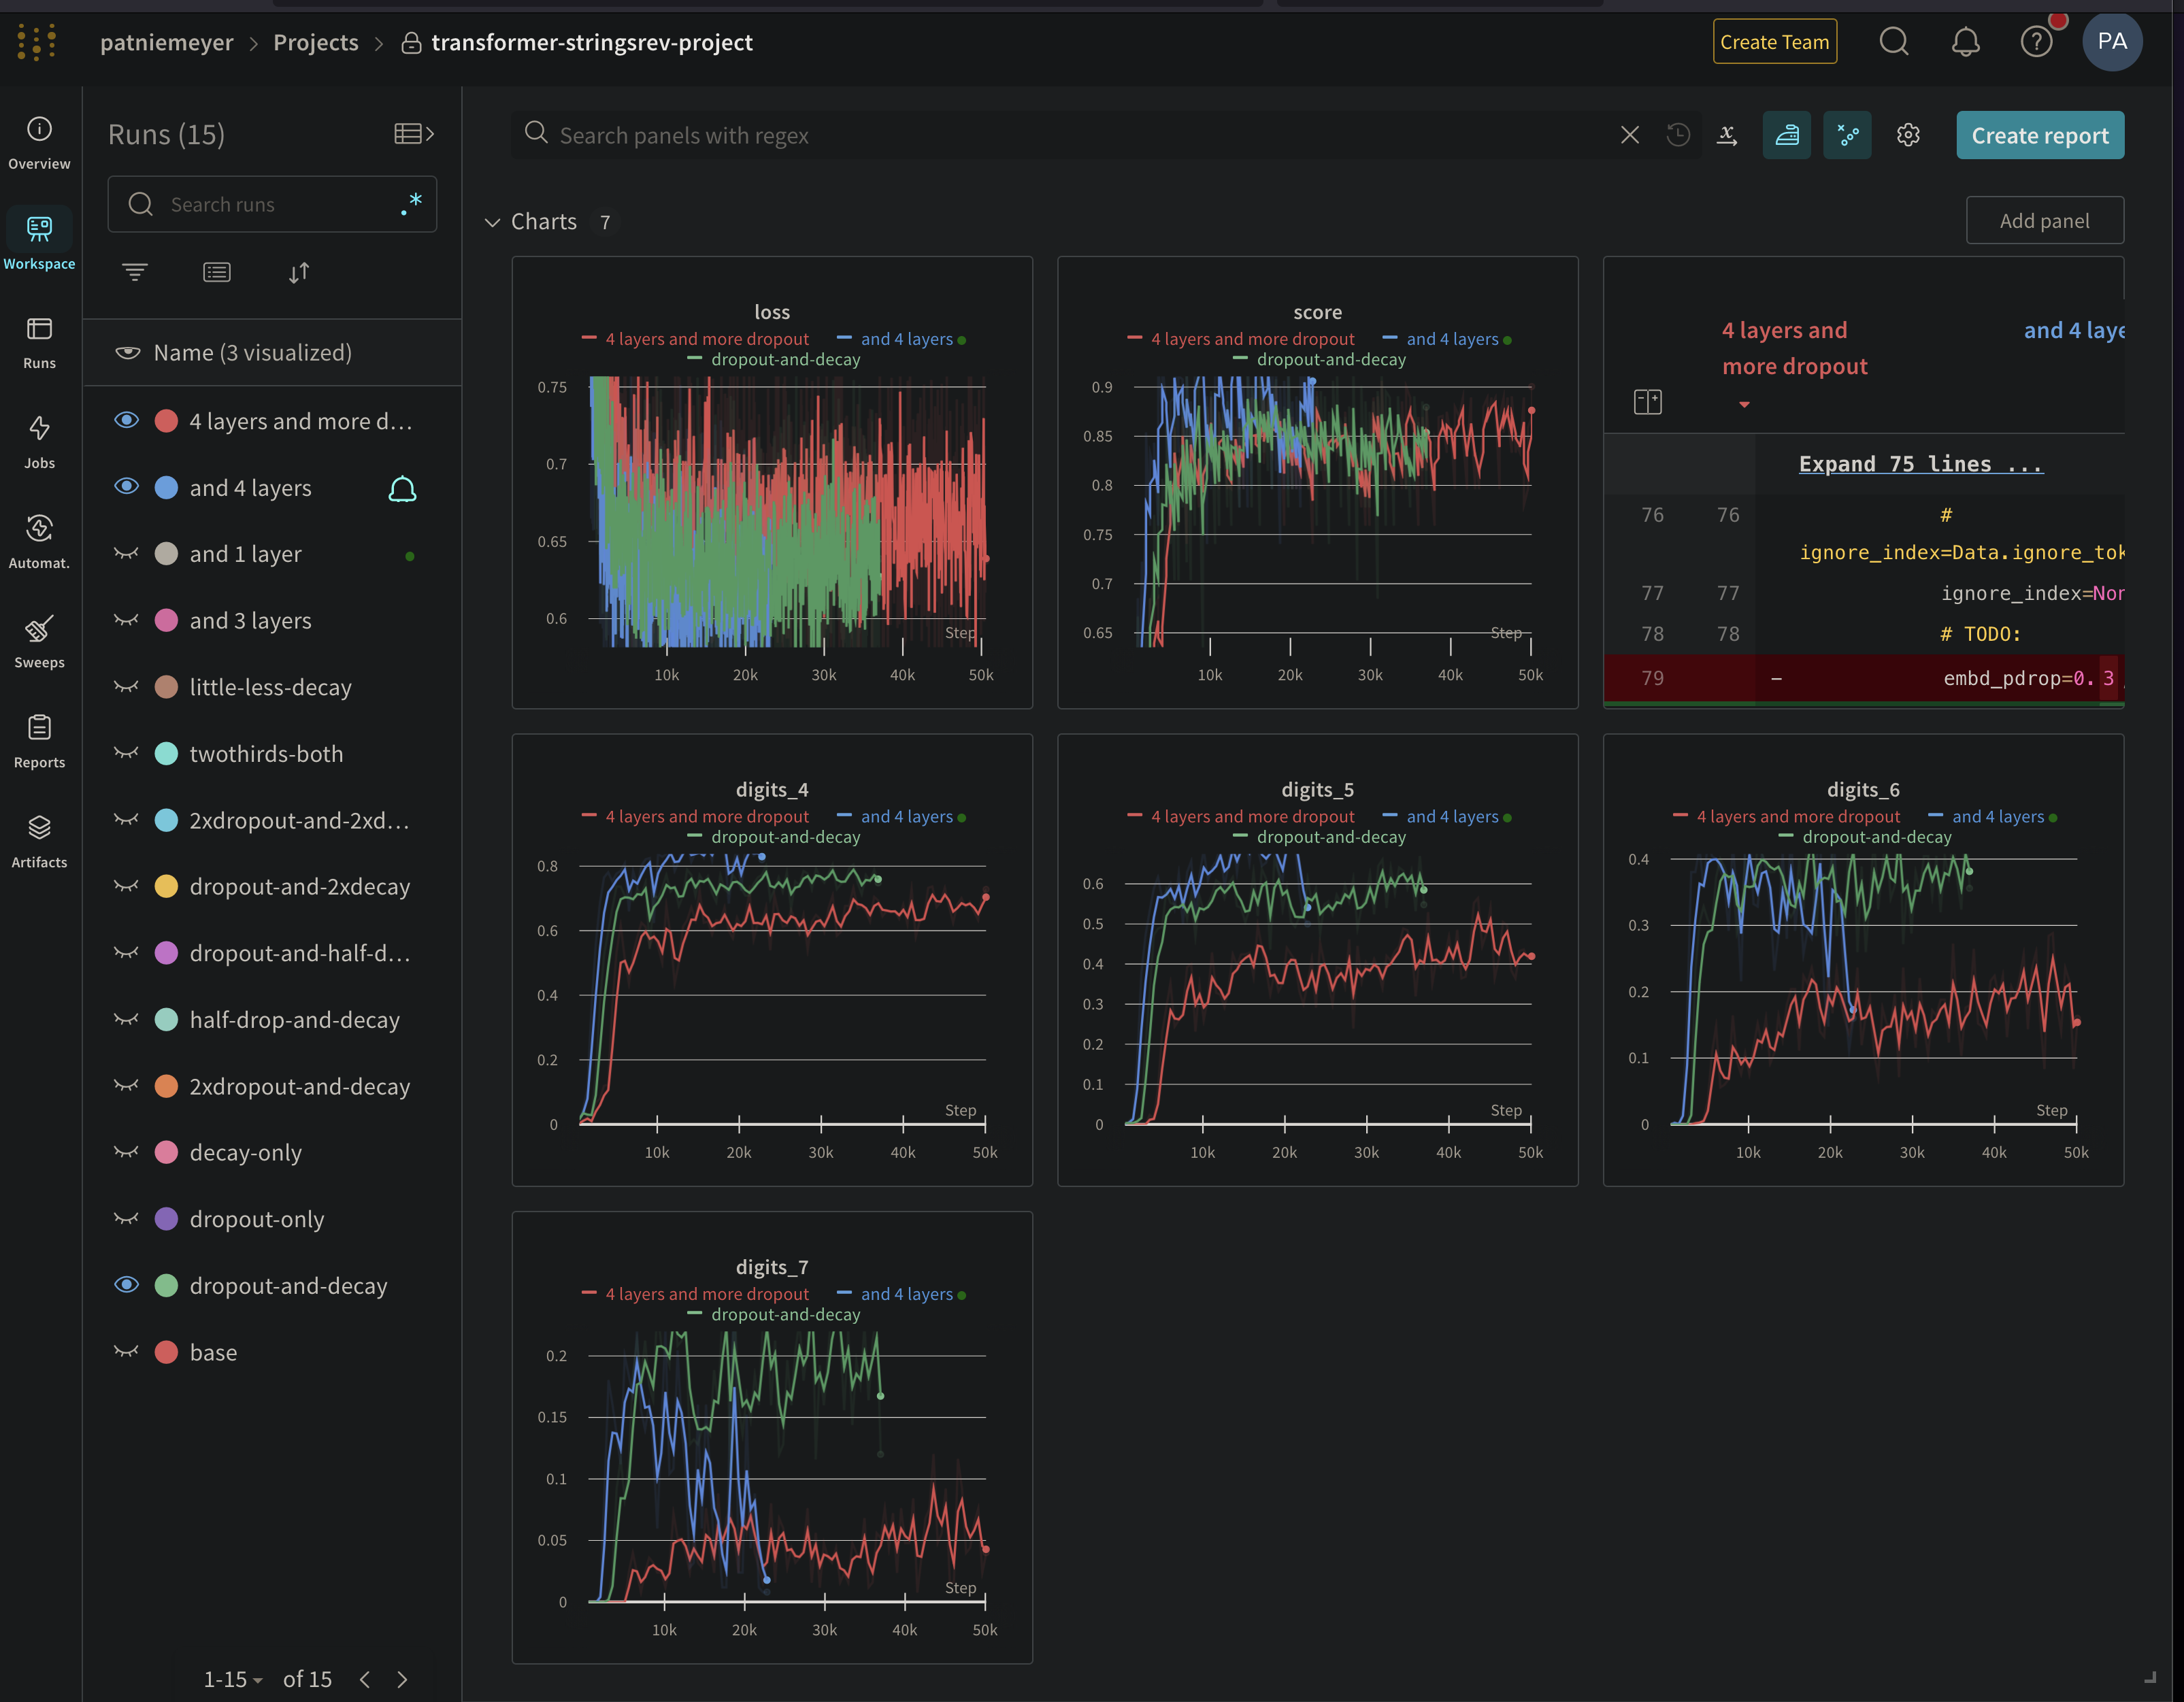 patniemeyer > Projects > transformer-stringsrev-project
Create Team
PA
Overview
Workspace
Runs
Jobs
Automat.
Sweeps
Reports
Artifacts
Runs (15)
Search runs
.*
Name (3 visualized)
4 layers and more d...
and 4 layers
and 1 layer
and 3 layers
little-less-decay
twothirds-both
2xdropout-and-2xd...
dropout-and-2xdecay
dropout-and-half-d...
half-drop-and-decay
2xdropout-and-decay
decay-only
dropout-only
dropout-and-decay
base
1-15 of 15
Search panels with regex
Create report
Charts 7
Add panel
loss
4 layers and more dropout and 4 layers
dropout-and-decay
0.75
0.7
0.65
0.6
Step
10k 20k 30k 40k 50k
score
4 layers and more dropout and 4 layers
dropout-and-decay
0.9
0.85
0.8
0.75
0.7
0.65
Step
10k 20k 30k 40k 50k
4 layers and
more dropout
and 4 laye
Expand 75 lines ...
76 76 #
ignore_index=Data.ignore_tok
77 77 ignore_index=Non
78 78 # TODO:
79 - embd_pdrop=0.3,
digits_4
4 layers and more dropout and 4 layers
dropout-and-decay
0.8
0.6
0.4
0.2
0
Step
10k 20k 30k 40k 50k
digits_5
4 layers and more dropout and 4 layers
dropout-and-decay
0.6
0.5
0.4
0.3
0.2
0.1
0
Step
10k 20k 30k 40k 50k
digits_6
4 layers and more dropout and 4 layers
dropout-and-decay
0.4
0.3
0.2
0.1
0
Step
10k 20k 30k 40k 50k
digits_7
4 layers and more dropout and 4 layers
dropout-and-decay
0.2
0.15
0.1
0.05
0
Step
10k 20k 30k 40k 50k